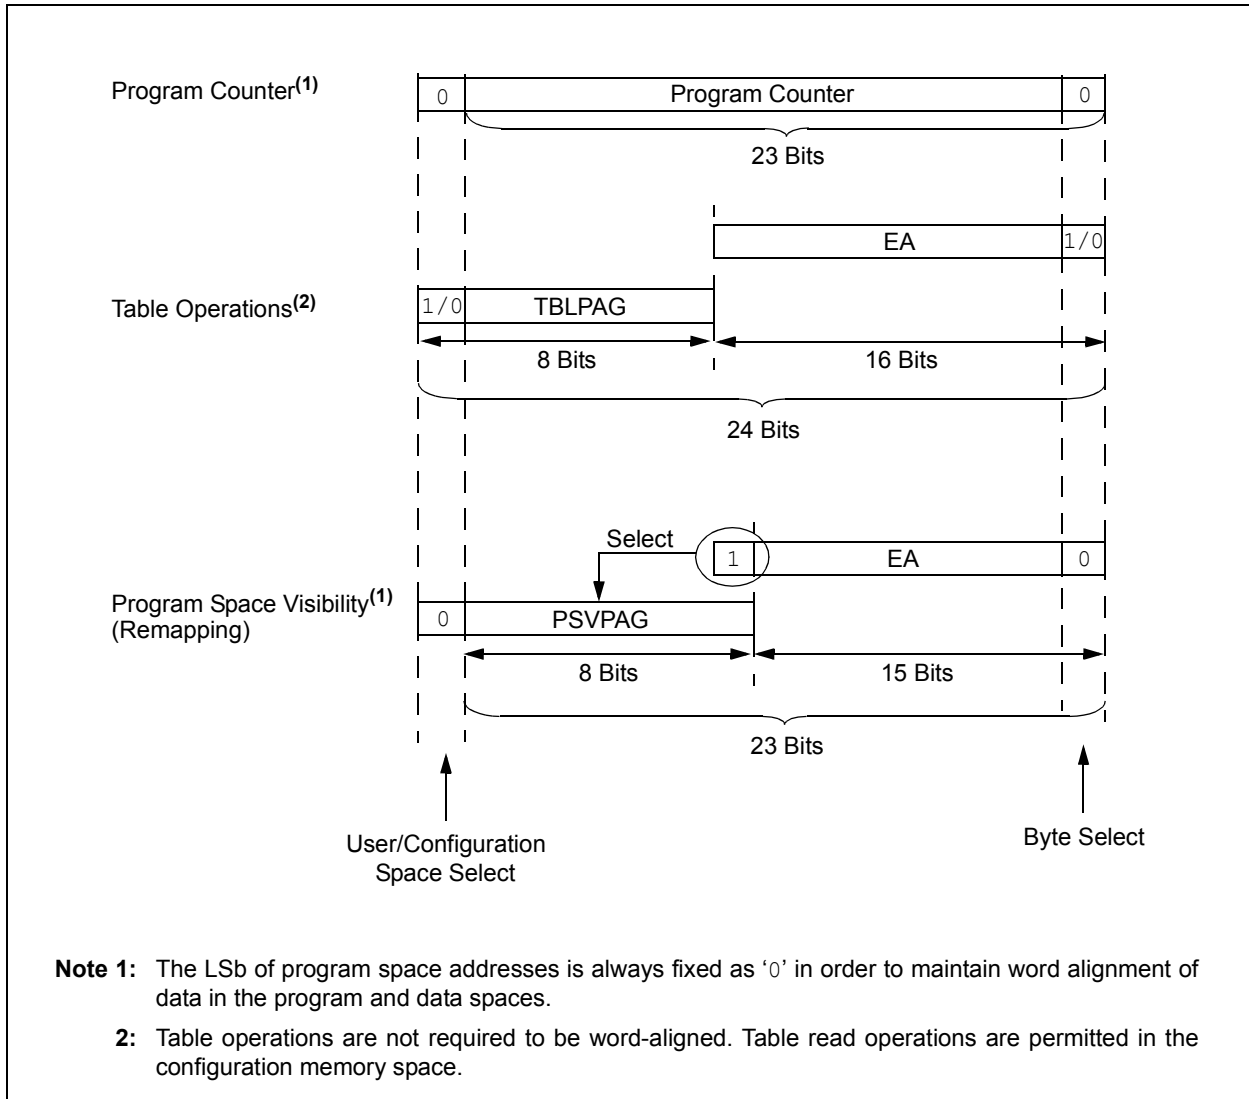 Program Counter(1)
0
Program Counter
0
23 Bits
EA
1/0
Table Operations(2)
1/0
TBLPAG
8 Bits
16 Bits
24 Bits
Select
1
EA
0
Program Space Visibility(1)
(Remapping)
0
PSVPAG
8 Bits
15 Bits
23 Bits
User/Configuration
Space Select
Byte Select
Note 1: The LSb of program space addresses is always fixed as ‘0’ in order to maintain word alignment of
data in the program and data spaces.
2: Table operations are not required to be word-aligned. Table read operations are permitted in the
configuration memory space.